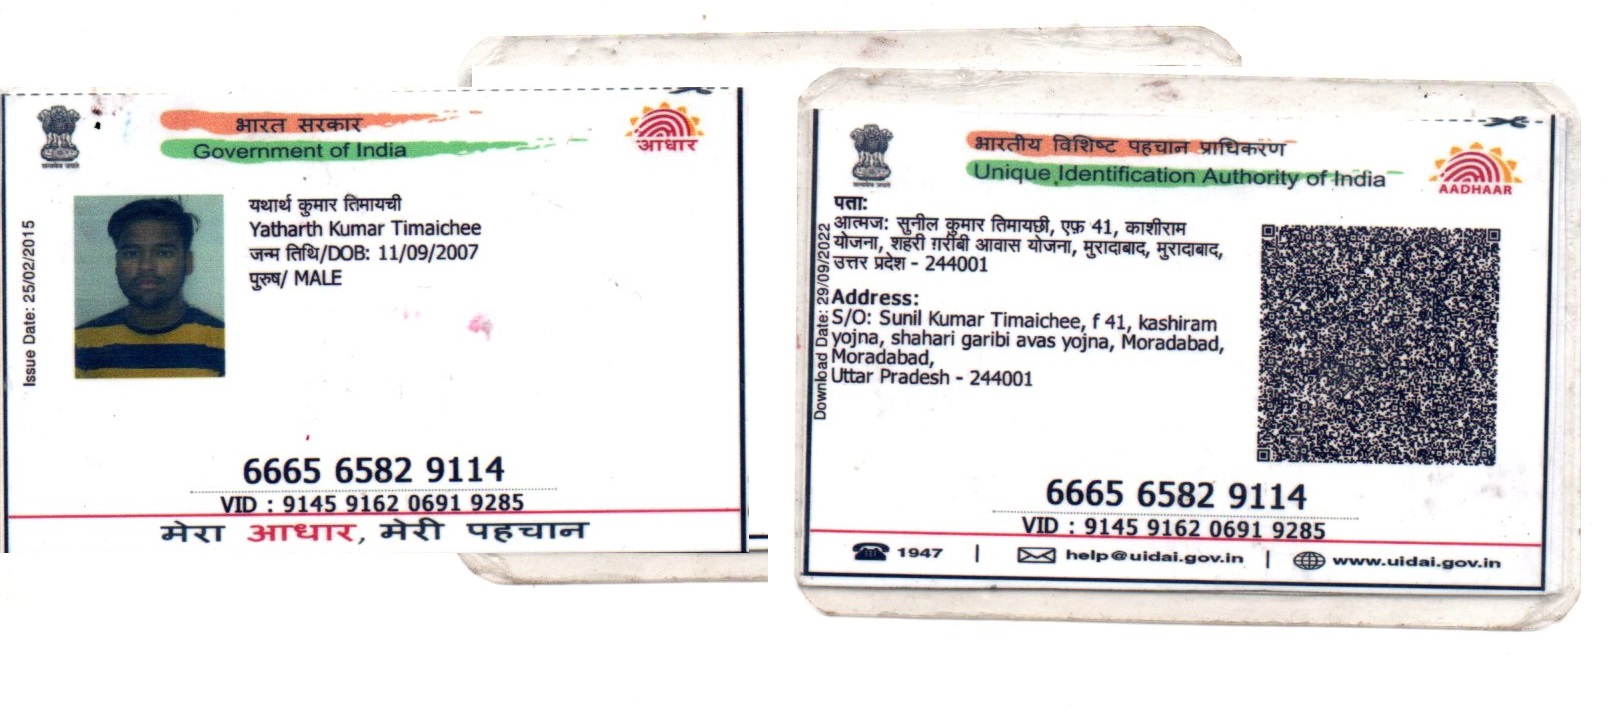 भारत सरकार
Government of India
आधार
यथार्थ कुमार तिमायची
Yatharth Kumar Timaichee
जन्म तिथि/DOB: 11/09/2007
पुरुष/ MALE
Issue Date: 25/02/2015
6665 6582 9114
VID : 9145 9162 0691 9285
मेरा आधार, मेरी पहचान
भारतीय विशिष्ट पहचान प्राधिकरण
Unique Identification Authority of India
AADHAAR
पता:
आत्मज: सुनील कुमार तिमायछी, एफ़ 41, काशीराम
योजना, शहरी ग़रीबी आवास योजना, मुरादाबाद, मुरादाबाद,
उत्तर प्रदेश - 244001
Address:
S/O: Sunil Kumar Timaichee, f 41, kashiram
yojna, shahari garibi avas yojna, Moradabad,
Moradabad,
Uttar Pradesh - 244001
Download Date: 29/09/2022
6665 6582 9114
VID : 9145 9162 0691 9285
1947 | help@uidai.gov.in | www.uidai.gov.in